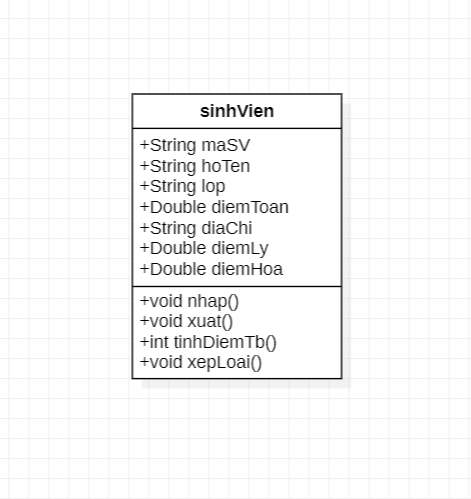 sinhVien
+String maSV
+String hoTen
+String lop
+Double diemToan
+String diaChi
+Double diemLy
+Double diemHoa
+void nhap()
+void xuat()
+int tinhDiemTb()
+void xepLoai()